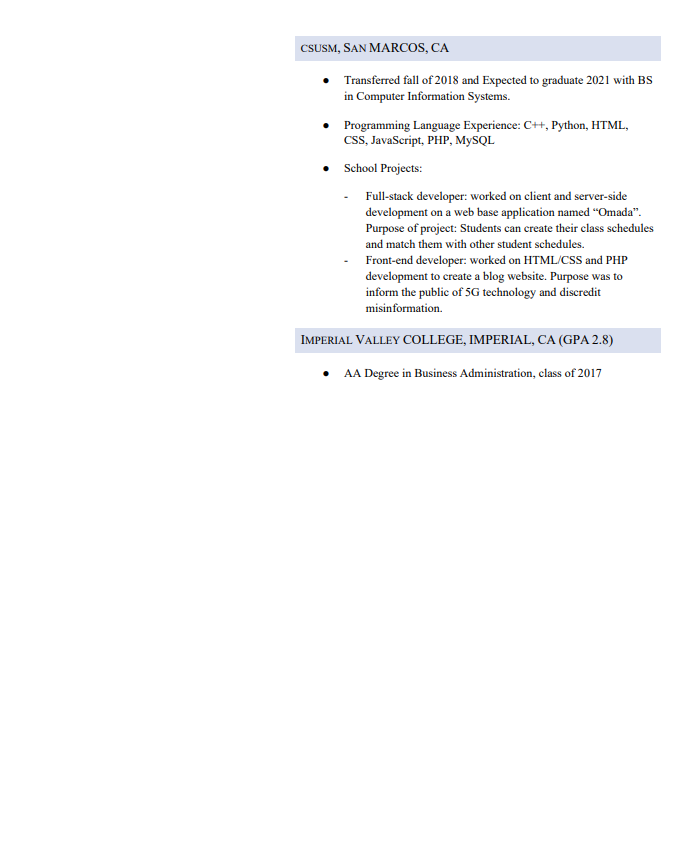 CSUSM, SAN MARCOS, CA
● Transferred fall of 2018 and Expected to graduate 2021 with BS
in Computer Information Systems.
● Programming Language Experience: C++, Python, HTML,
CSS, JavaScript, PHP, MySQL
● School Projects:
- Full-stack developer: worked on client and server-side
development on a web base application named “Omada”.
Purpose of project: Students can create their class schedules
and match them with other student schedules.
- Front-end developer: worked on HTML/CSS and PHP
development to create a blog website. Purpose was to
inform the public of 5G technology and discredit
misinformation.
IMPERIAL VALLEY COLLEGE, IMPERIAL, CA (GPA 2.8)
● AA Degree in Business Administration, class of 2017